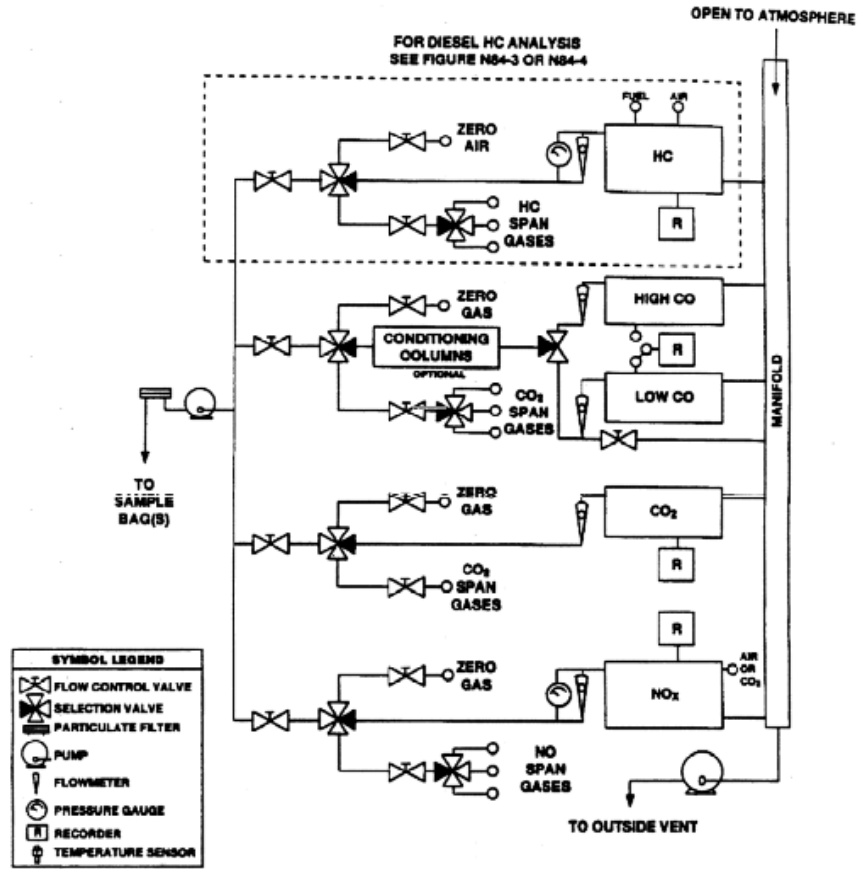 OPEN TO ATMOSPHERE
FOR DIESEL HC ANALYSIS
SEE FIGURE N84-3 OR N84-4
FUEL
AIR
ZERO
AIR
HC
R
HC
SPAN
GASES
ZERO
GAS
HIGH CO
CONDITIONING
COLUMNS
OPTIONAL
R
LOW CO
CO₂
SPAN
GASES
MANIFOLD
TO
SAMPLE
BAG(S)
ZERO
GAS
CO₂
R
CO₂
SPAN
GASES
R
ZERO
GAS
NOX
AIR
OR
CO₂
NO
SPAN
GASES
TO OUTSIDE VENT
SYMBOL LEGEND
FLOW CONTROL VALVE
SELECTION VALVE
PARTICULATE FILTER
PUMP
FLOWMETER
PRESSURE GAUGE
R RECORDER
TEMPERATURE SENSOR